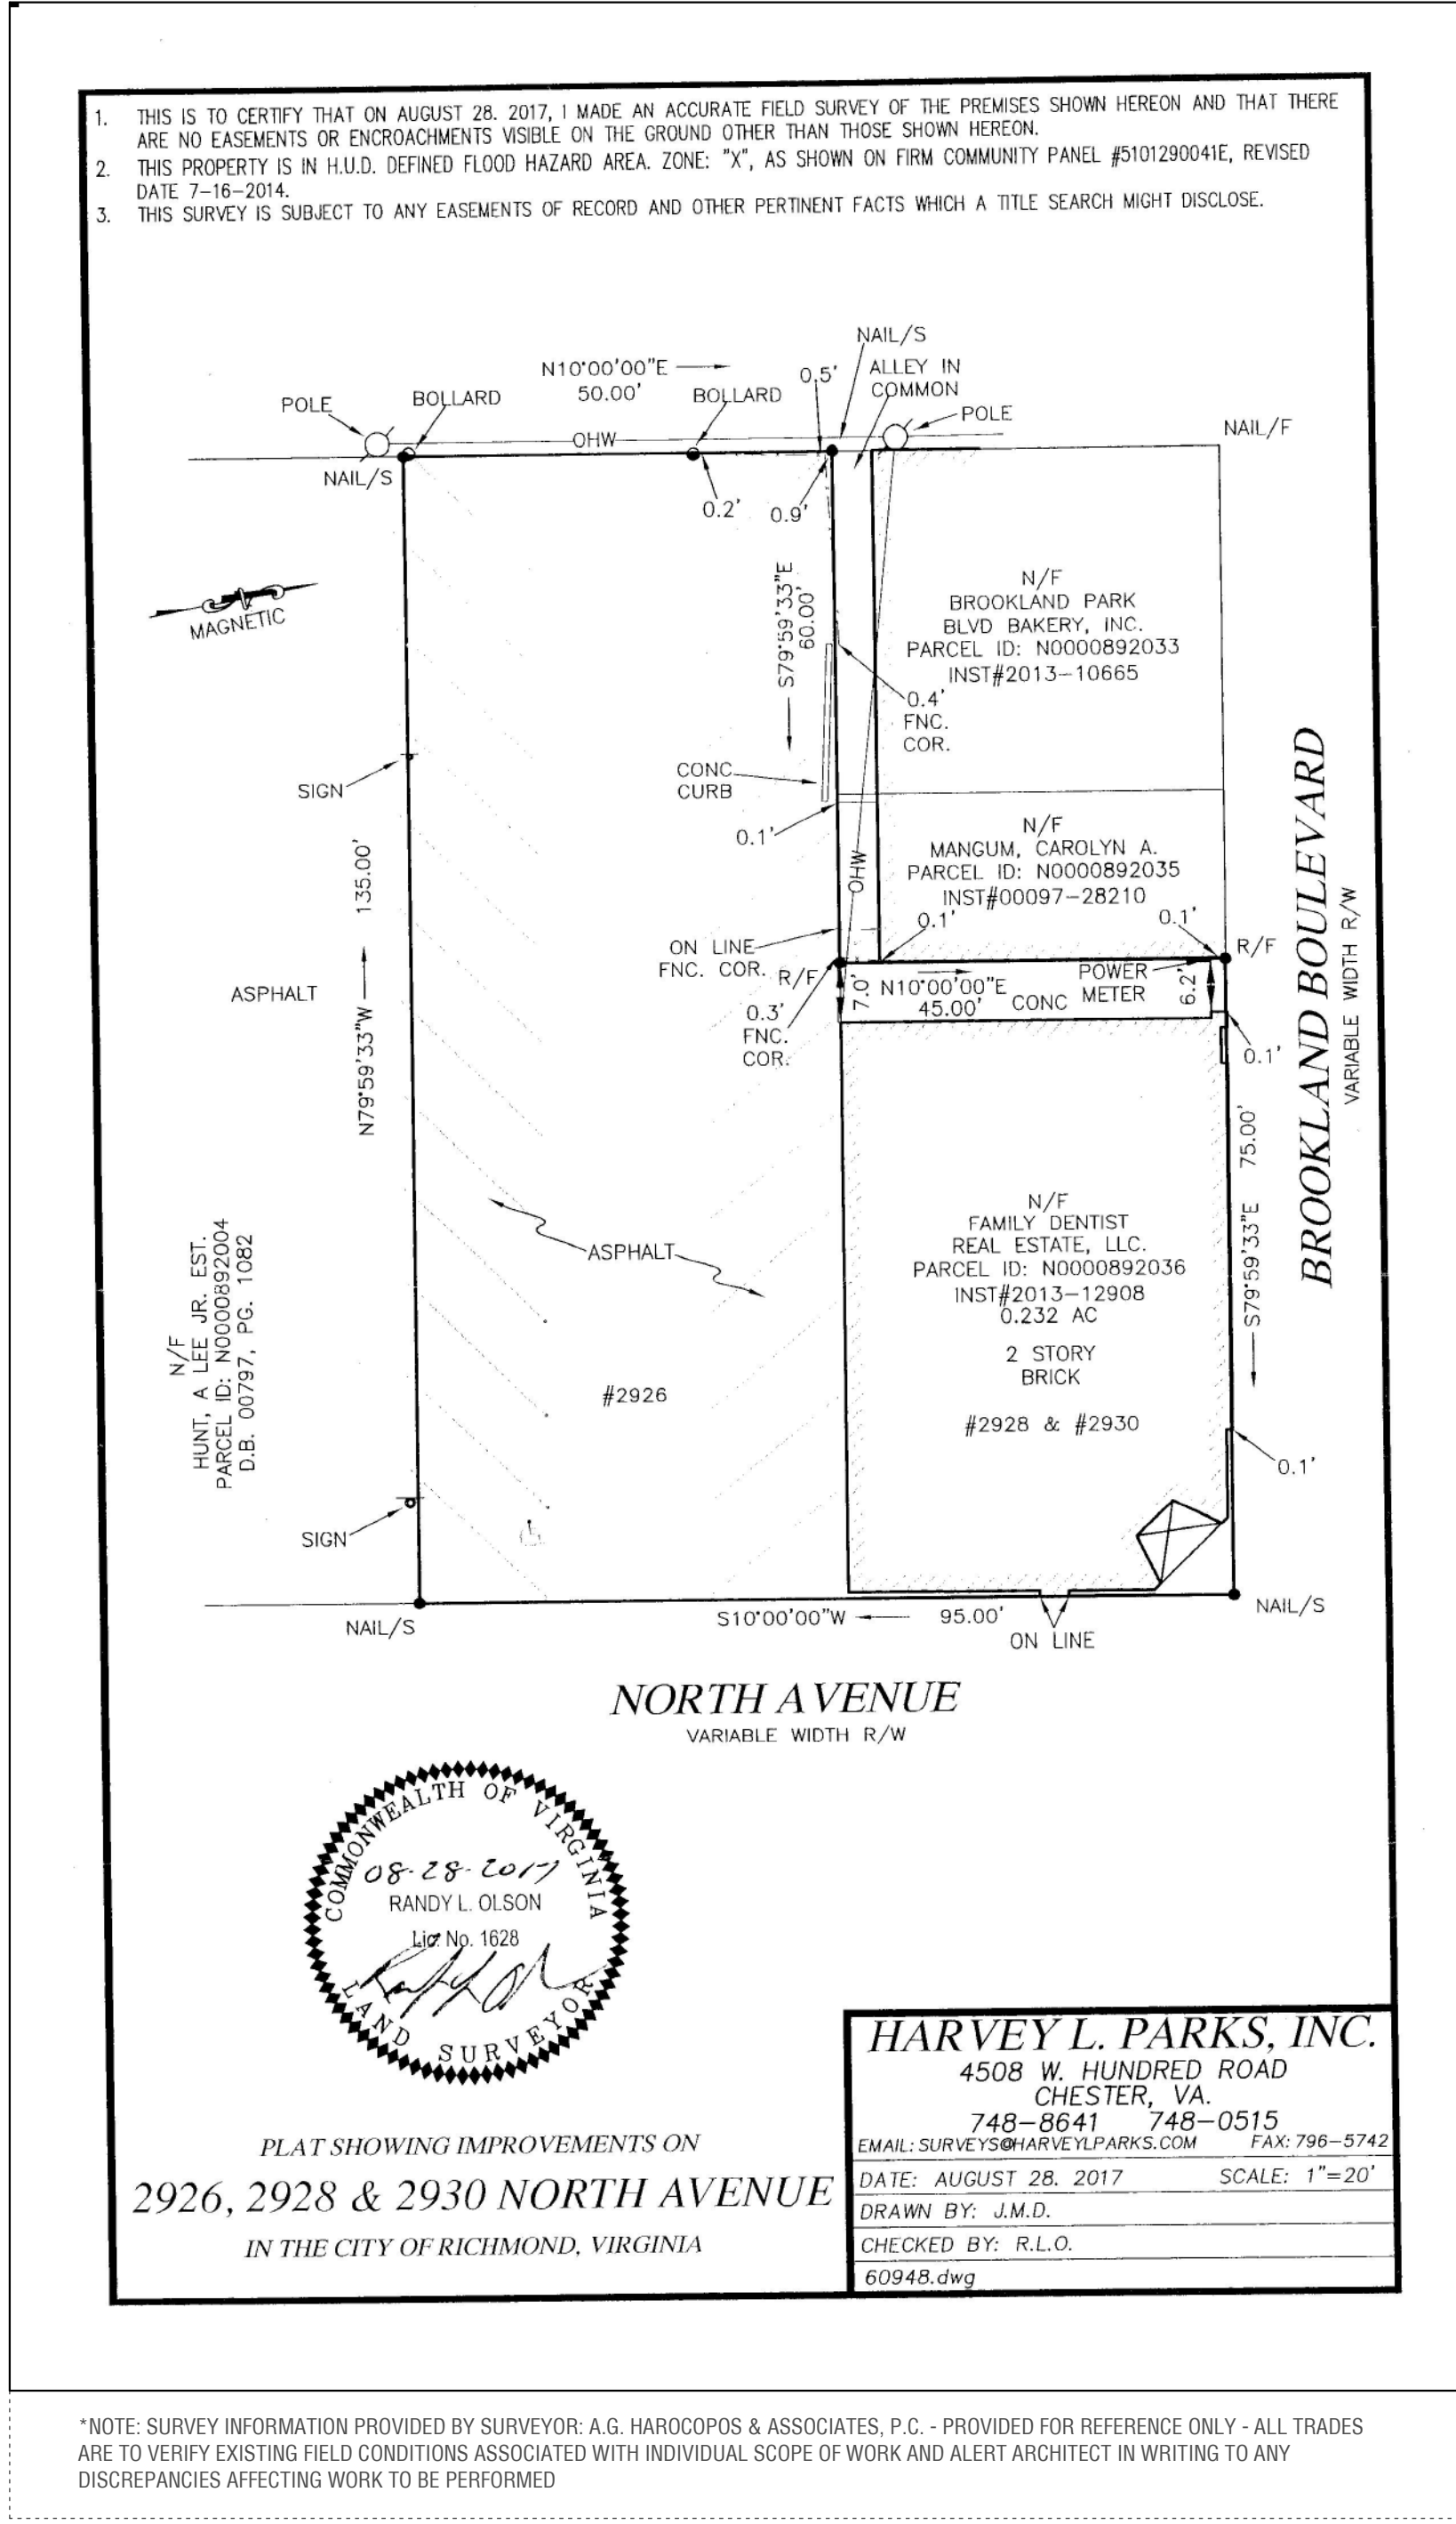 1. THIS IS TO CERTIFY THAT ON AUGUST 28. 2017, I MADE AN ACCURATE FIELD SURVEY OF THE PREMISES SHOWN HEREON AND THAT THERE
ARE NO EASEMENTS OR ENCROACHMENTS VISIBLE ON THE GROUND OTHER THAN THOSE SHOWN HEREON.
2. THIS PROPERTY IS IN H.U.D. DEFINED FLOOD HAZARD AREA. ZONE: "X", AS SHOWN ON FIRM COMMUNITY PANEL #5101290041E, REVISED
DATE 7-16-2014.
3. THIS SURVEY IS SUBJECT TO ANY EASEMENTS OF RECORD AND OTHER PERTINENT FACTS WHICH A TITLE SEARCH MIGHT DISCLOSE.
NAIL/S
N10°00'00"E
50.00'
0.5'
ALLEY IN
COMMON
POLE
BOLLARD
BOLLARD
POLE
OHW
NAIL/F
NAIL/S
0.2'
0.9'
MAGNETIC
S79°59'33"E
60.00'
N/F
BROOKLAND PARK
BLVD BAKERY, INC.
PARCEL ID: N0000892033
INST#2013-10665
0.4'
FNC.
COR.
SIGN
CONC
CURB
0.1'
N/F
MANGUM, CAROLYN A.
PARCEL ID: N0000892035
INST#00097-28210
OHW
0.1'
0.1'
R/F
BROOKLAND BOULEVARD
VARIABLE WIDTH R/W
N79°59'33"W
135.00'
ON LINE
FNC. COR.
R/F
ASPHALT
7.0'
N10°00'00"E
45.00'
CONC
POWER
METER
6.2'
0.3'
FNC.
COR.
0.1'
S79°59'33"E
75.00'
N/F
FAMILY DENTIST
REAL ESTATE, LLC.
PARCEL ID: N0000892036
INST#2013-12908
0.232 AC
2 STORY
BRICK
#2928 & #2930
ASPHALT
N/F
HUNT, A LEE JR. EST.
PARCEL ID: N0000892004
D.B. 00797, PG. 1082
#2926
0.1'
SIGN
NAIL/S
S10°00'00"W
95.00'
ON LINE
NAIL/S
NORTH AVENUE
VARIABLE WIDTH R/W
COMMONWEALTH OF VIRGINIA
08-28-2017
RANDY L. OLSON
Lic. No. 1628
LAND SURVEYOR
PLAT SHOWING IMPROVEMENTS ON
2926, 2928 & 2930 NORTH AVENUE
IN THE CITY OF RICHMOND, VIRGINIA
HARVEY L. PARKS, INC.
4508 W. HUNDRED ROAD
CHESTER, VA.
748-8641 748-0515
EMAIL: SURVEYS@HARVEYLPARKS.COM FAX: 796-5742
DATE: AUGUST 28. 2017 SCALE: 1"=20'
DRAWN BY: J.M.D.
CHECKED BY: R.L.O.
60948.dwg
*NOTE: SURVEY INFORMATION PROVIDED BY SURVEYOR: A.G. HAROCOPOS & ASSOCIATES, P.C. - PROVIDED FOR REFERENCE ONLY - ALL TRADES
ARE TO VERIFY EXISTING FIELD CONDITIONS ASSOCIATED WITH INDIVIDUAL SCOPE OF WORK AND ALERT ARCHITECT IN WRITING TO ANY
DISCREPANCIES AFFECTING WORK TO BE PERFORMED